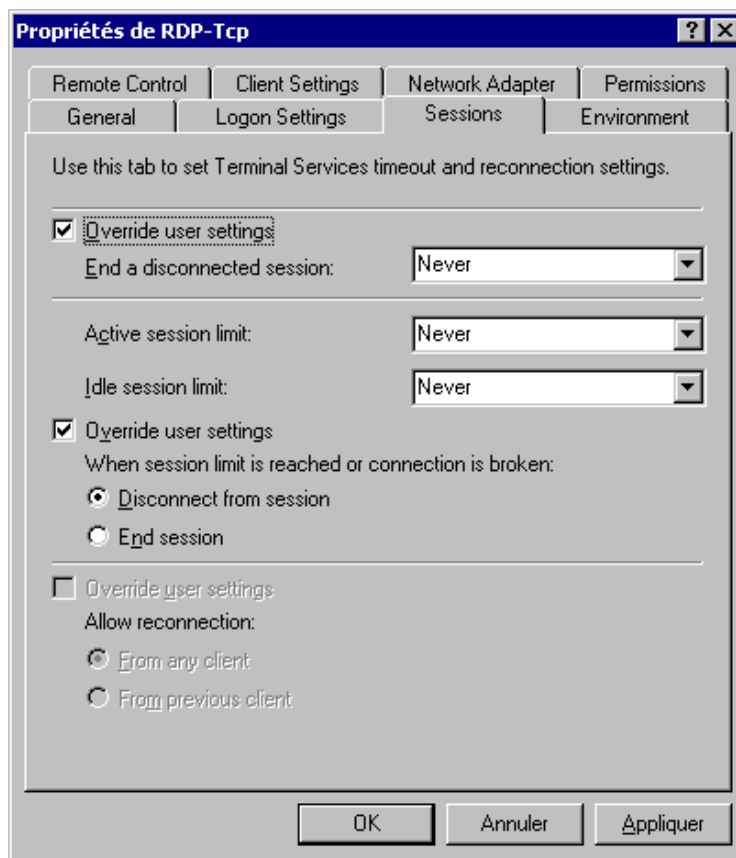 Propriétés de RDP-Tcp
Remote Control Client Settings Network Adapter Permissions
General Logon Settings Sessions Environment
Use this tab to set Terminal Services timeout and reconnection settings.
Override user settings
End a disconnected session: Never
Active session limit: Never
Idle session limit: Never
Override user settings
When session limit is reached or connection is broken:
Disconnect from session
End session
Override user settings
Allow reconnection:
From any client
From previous client
OK Annuler Appliquer